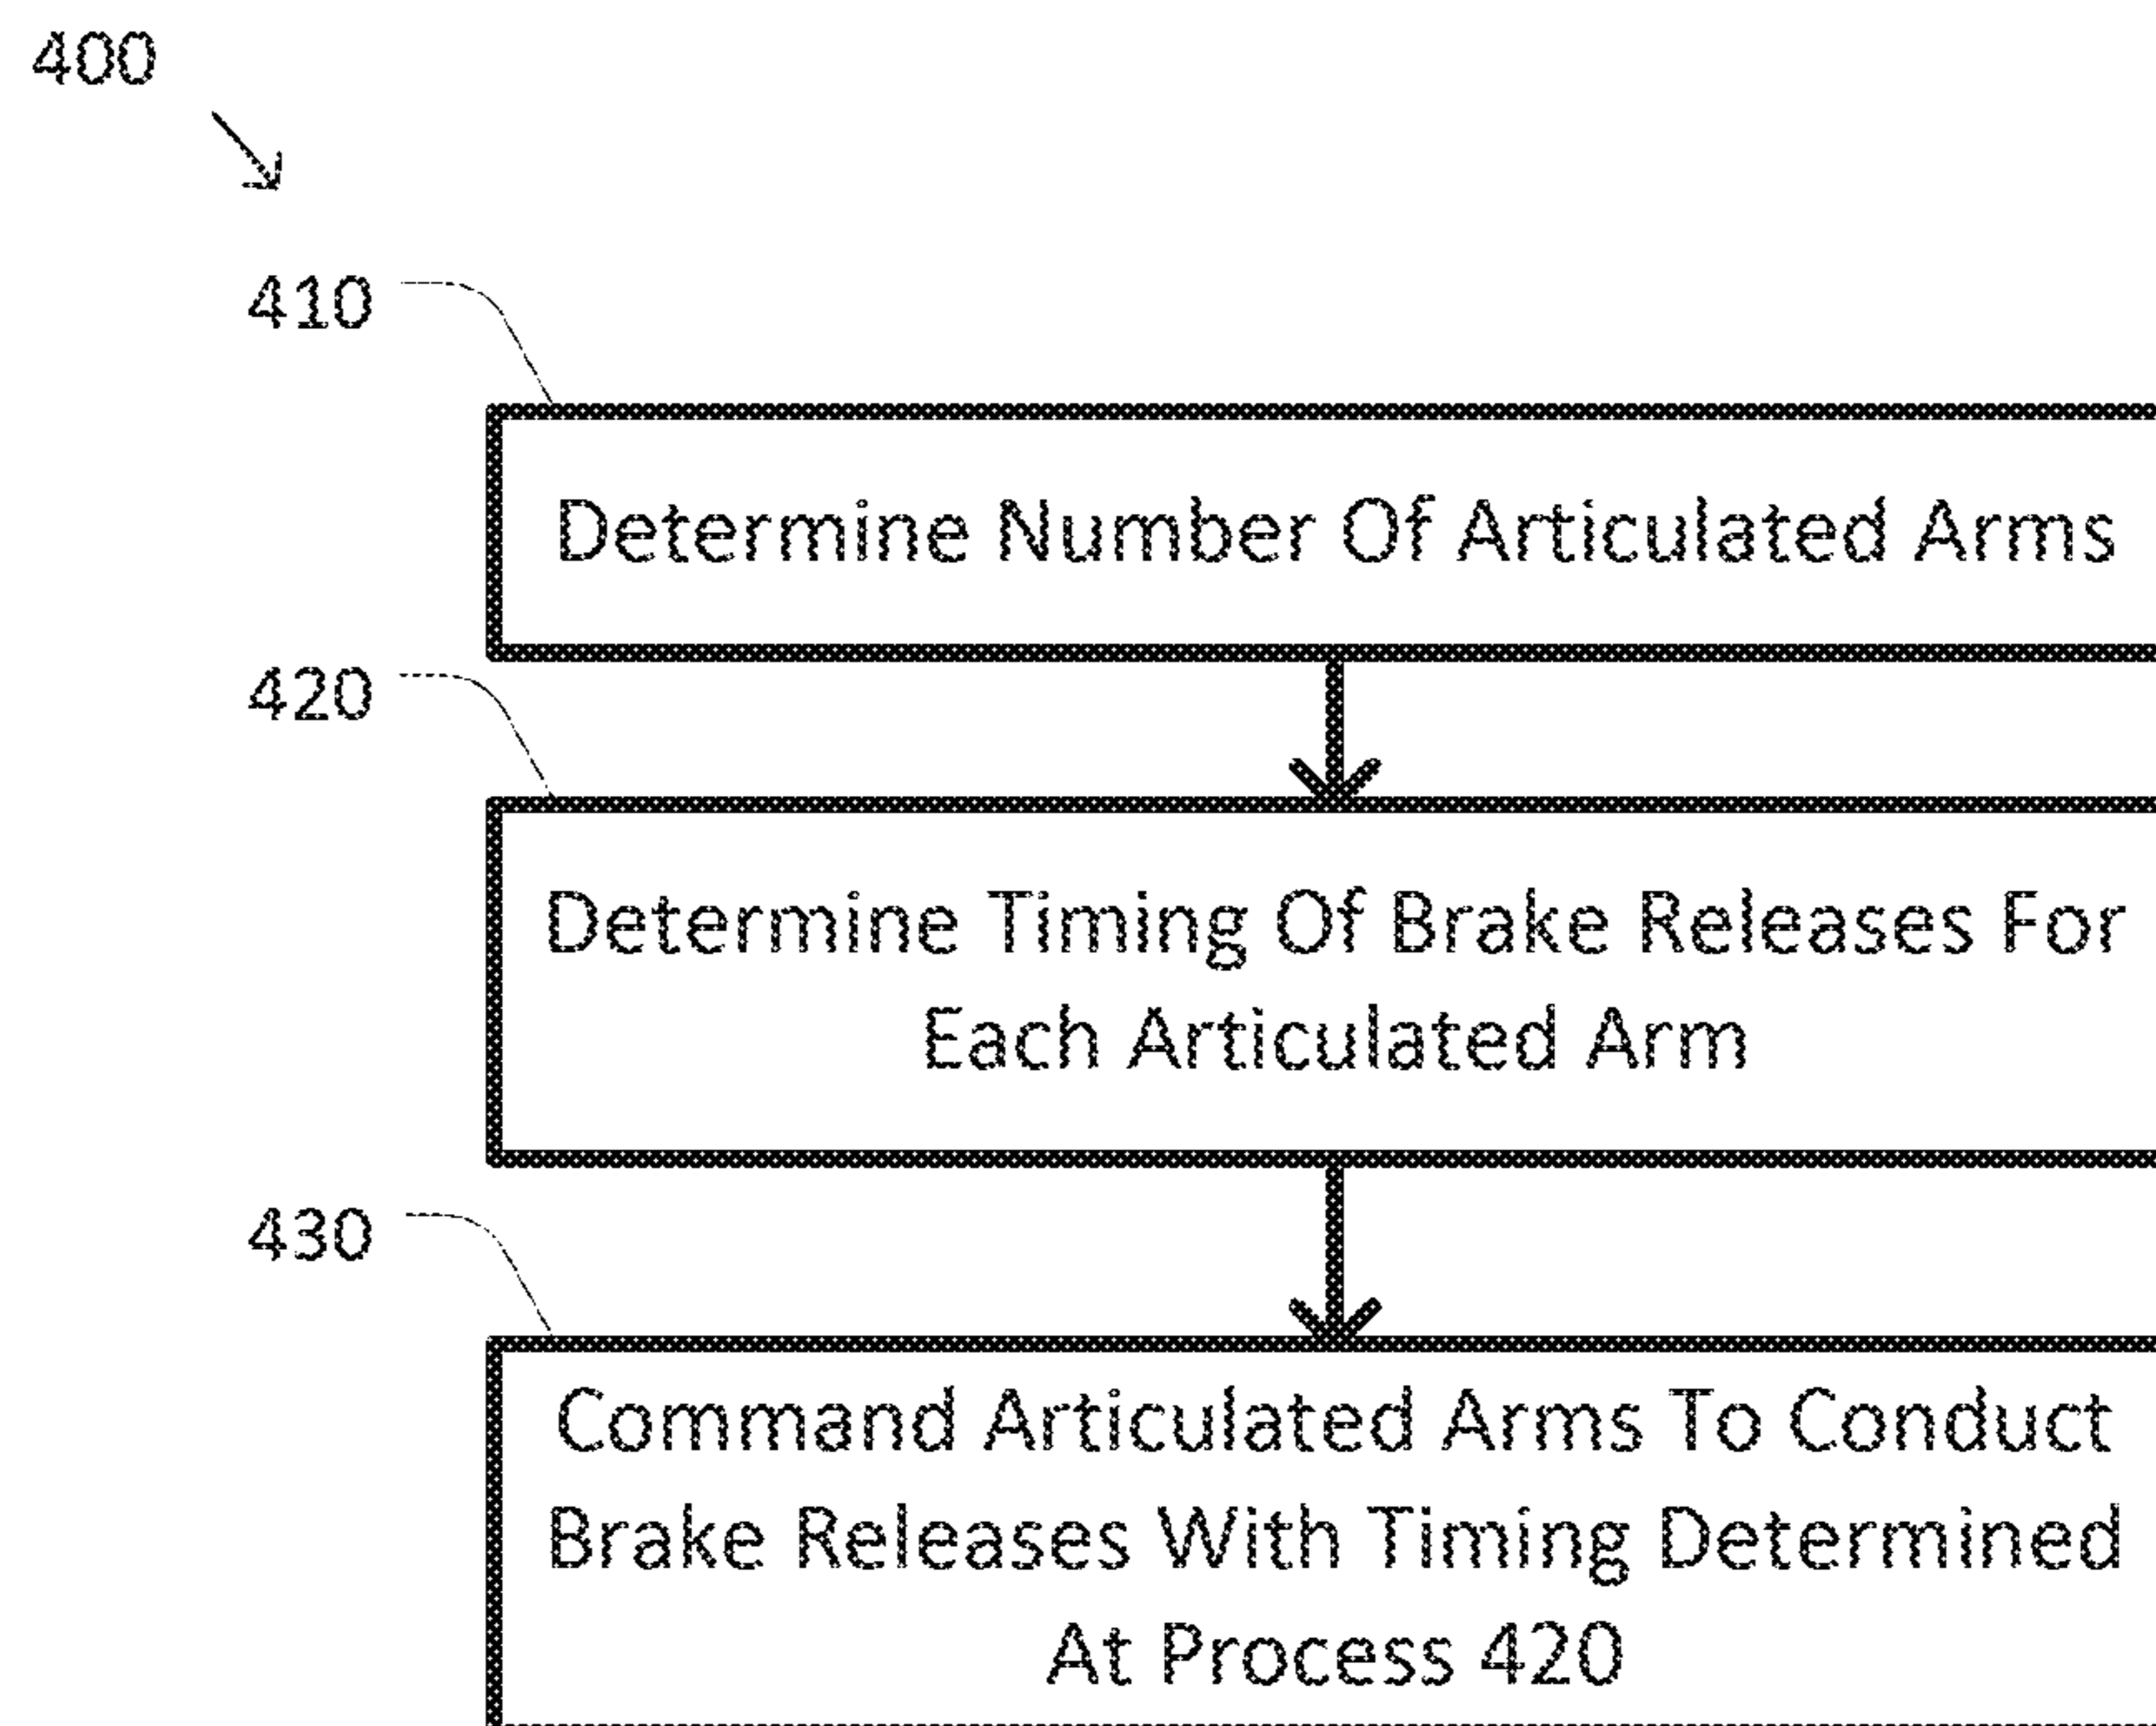 400
410
Determine Number Of Articulated Arms
420
Determine Timing Of Brake Releases For
Each Articulated Arm
430
Command Articulated Arms To Conduct
Brake Releases With Timing Determined
At Process 420